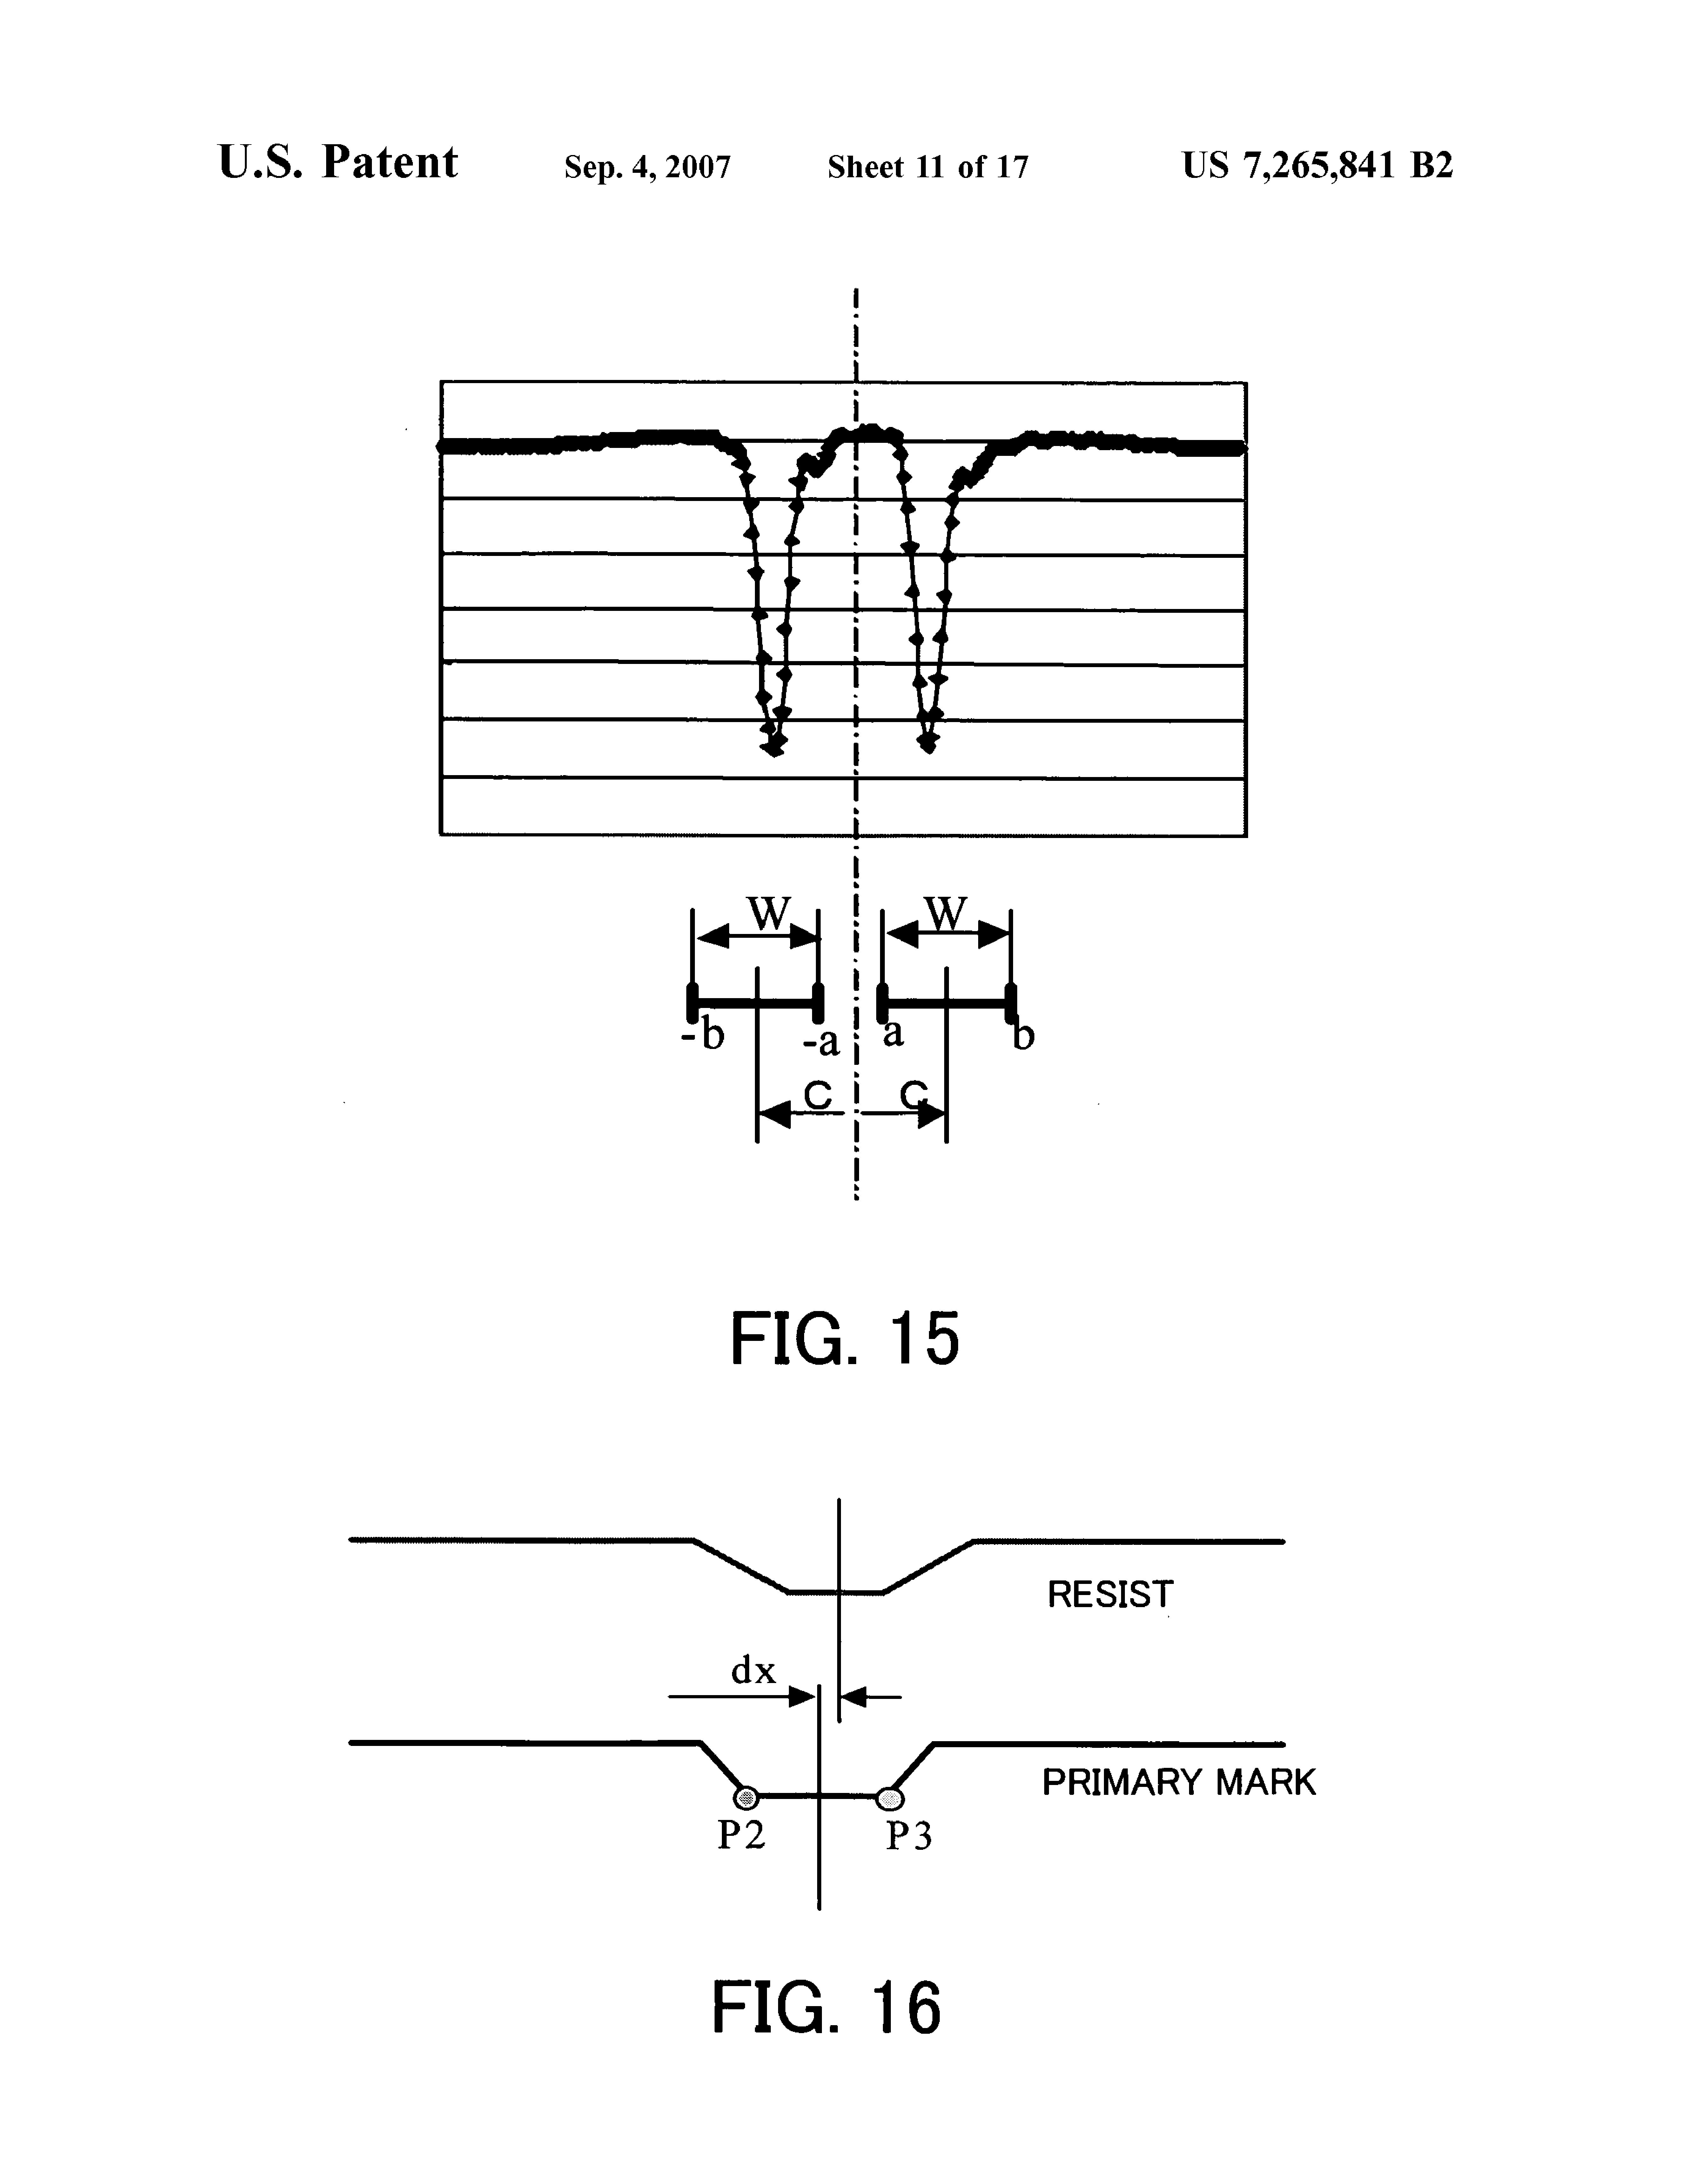 U.S. Patent Sep. 4, 2007 Sheet 11 of 17 US 7,265,841 B2
W W
-b -a a b
C C
FIG. 15
RESIST
dx
PRIMARY MARK
P2 P3
FIG. 16